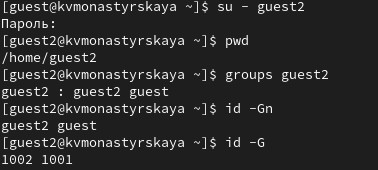 [guest@kvmonastyrskaya ~]$ su - guest2
Пароль:
[guest2@kvmonastyrskaya ~]$ pwd
/home/guest2
[guest2@kvmonastyrskaya ~]$ groups guest2
guest2 : guest2 guest
[guest2@kvmonastyrskaya ~]$ id -Gn
guest2 guest
[guest2@kvmonastyrskaya ~]$ id -G
1002 1001